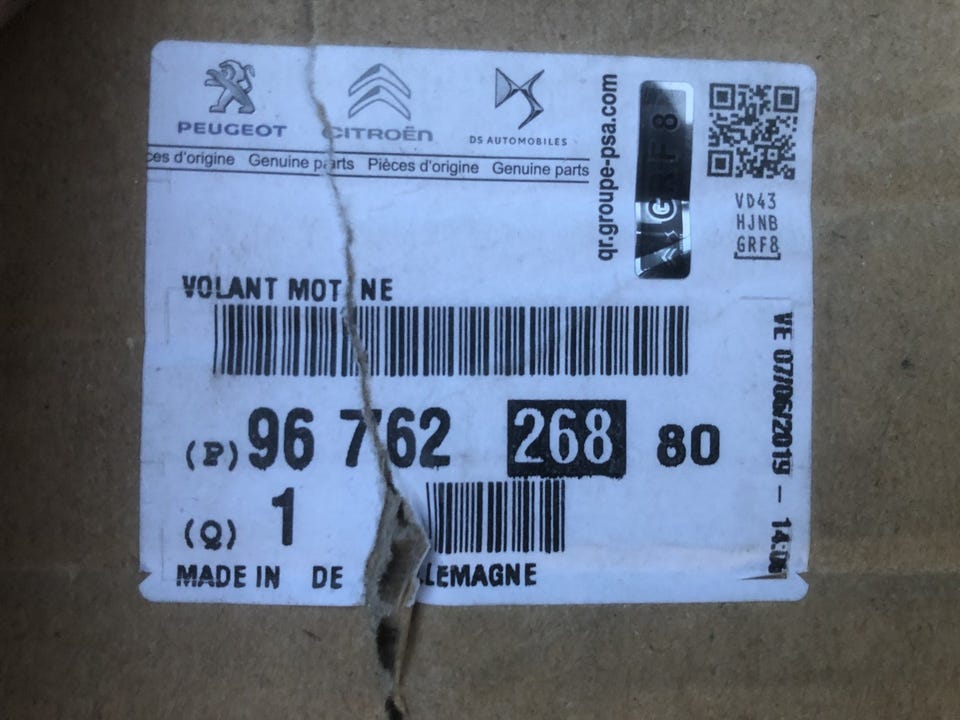 PEUGEOT CITROËN DS AUTOMOBILES
ces d'origine Genuine parts Pièces d'origine Genuine parts
qr.groupe-psa.com
GRF8
VD43
HJNB
GRF8
VOLANT MOT NE
(P) 96 762 268 80
(Q) 1
MADE IN DE LEMAGNE
VE 07/06/2019 - 14:0